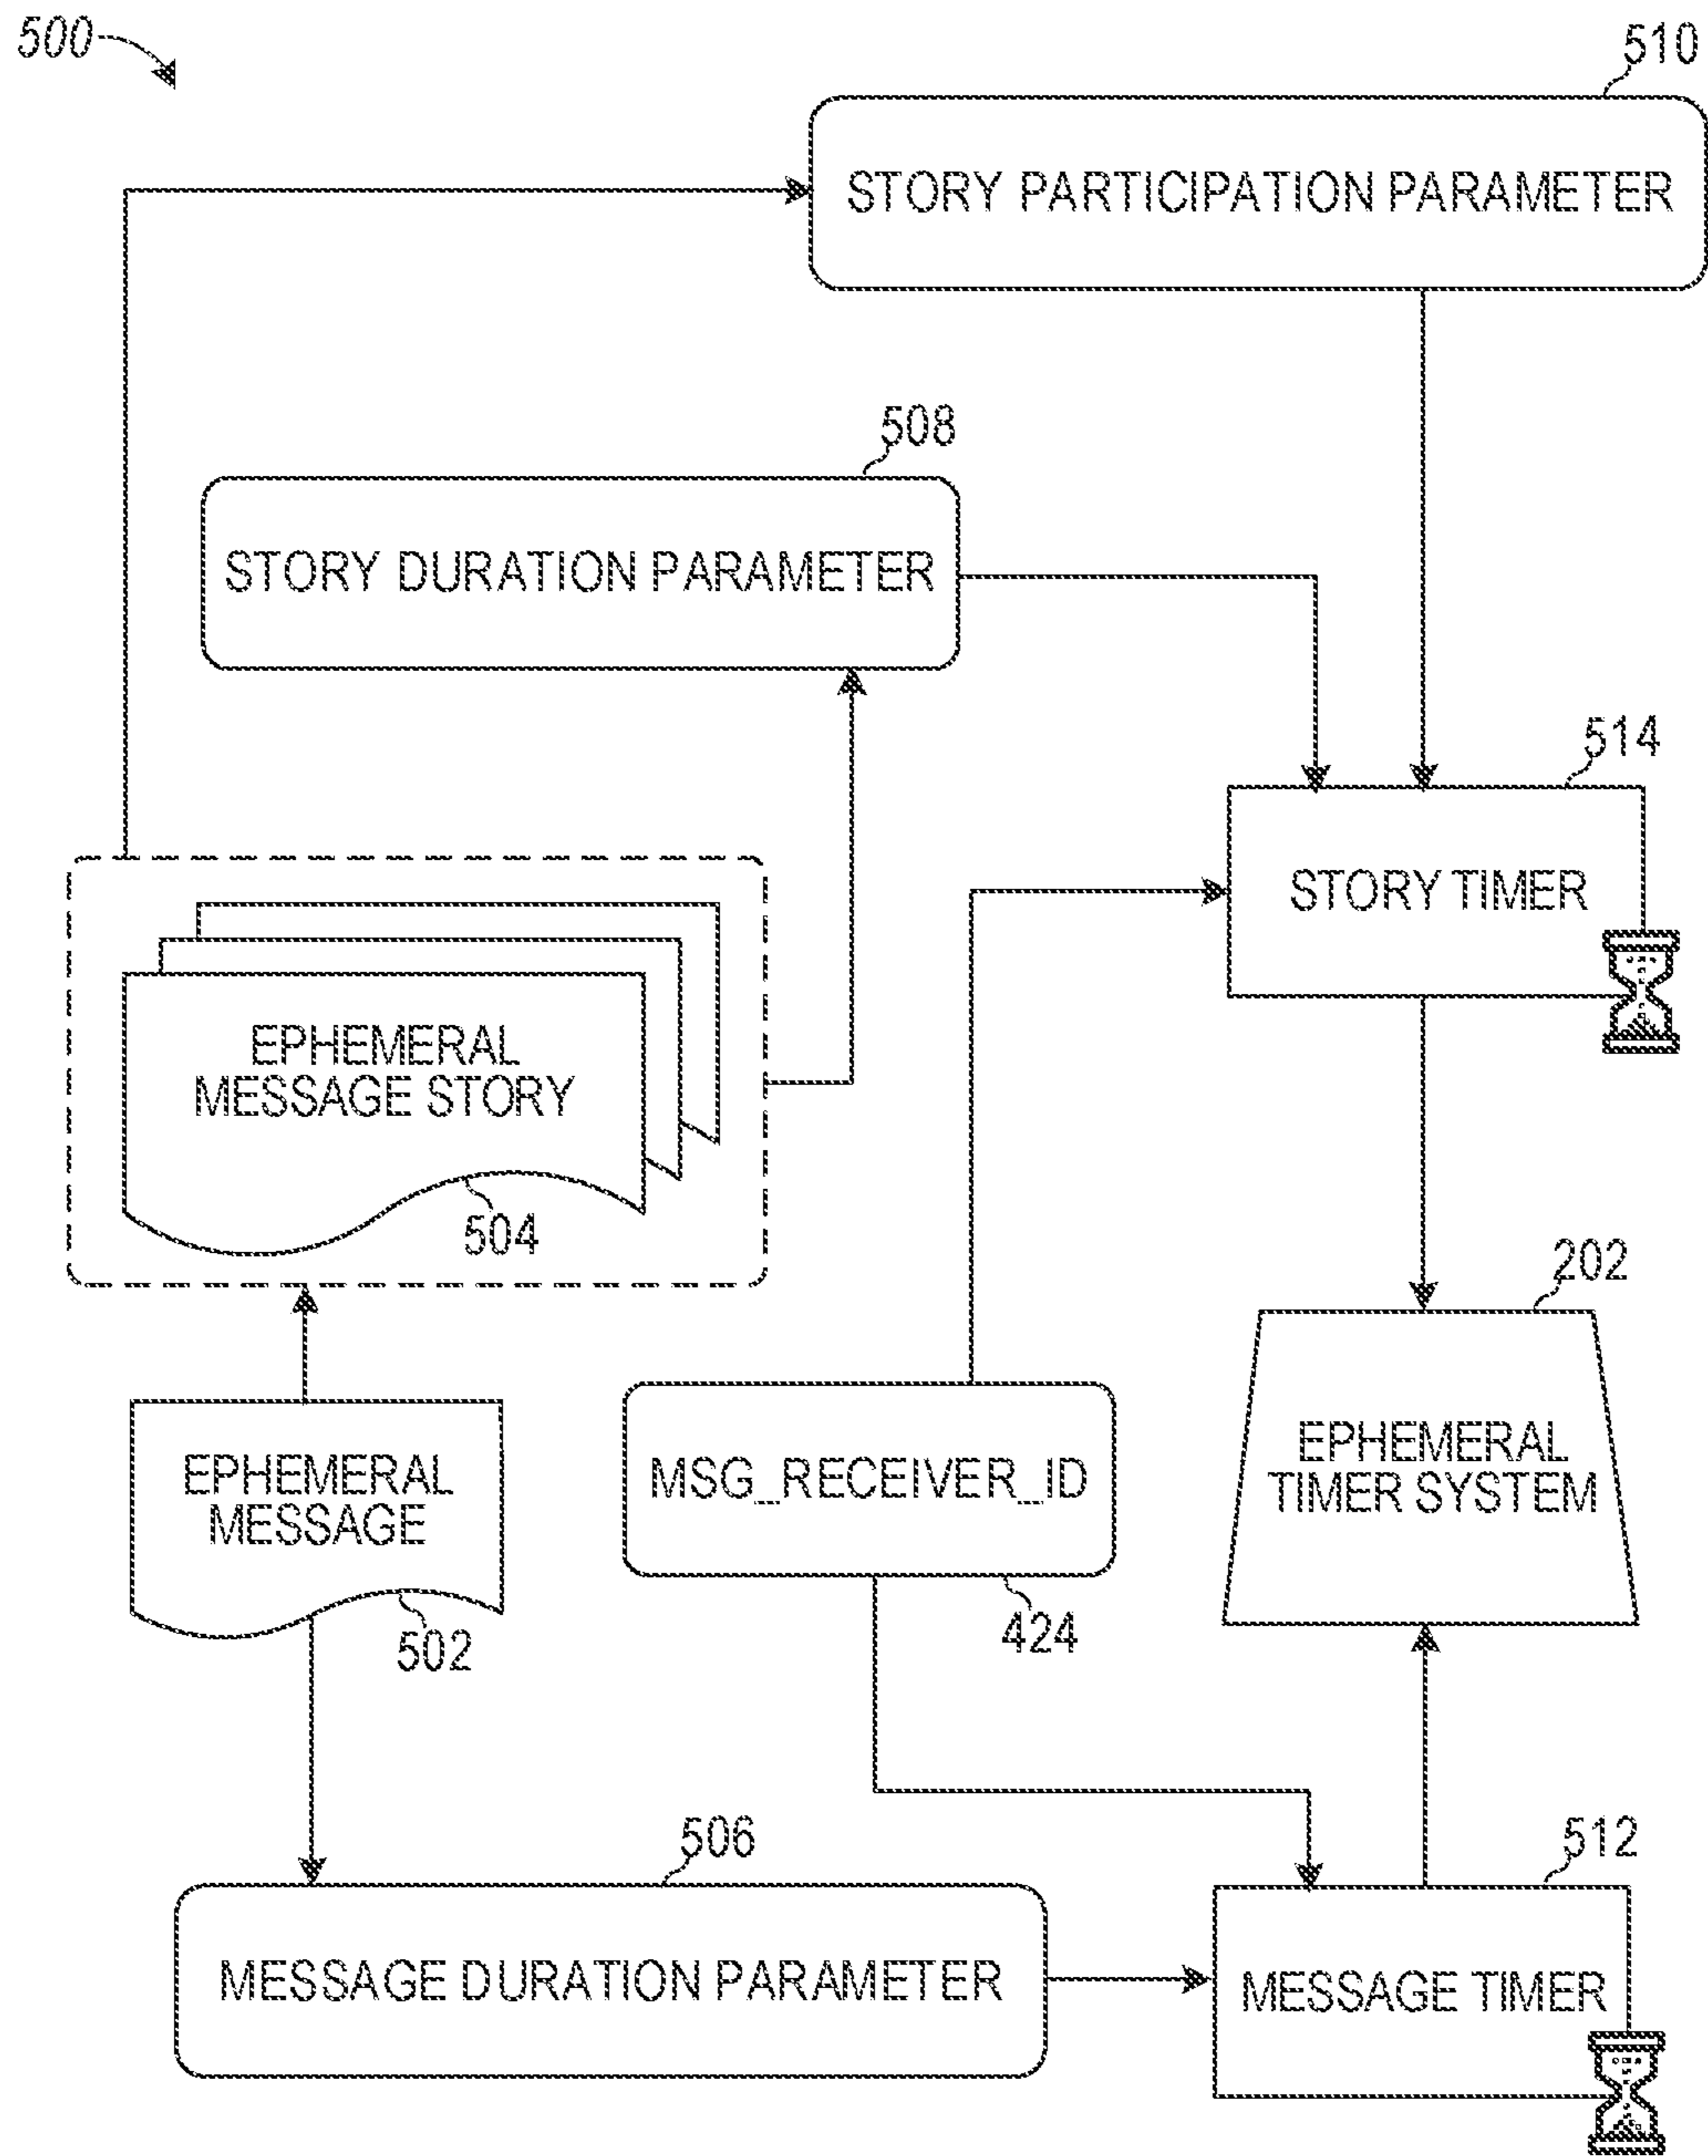 500
510
STORY PARTICIPATION PARAMETER
508
STORY DURATION PARAMETER
514
STORY TIMER
EPHEMERAL
MESSAGE STORY
504
202
EPHEMERAL
TIMER SYSTEM
EPHEMERAL
MESSAGE
502
MSG_RECEIVER_ID
424
506
MESSAGE DURATION PARAMETER
512
MESSAGE TIMER